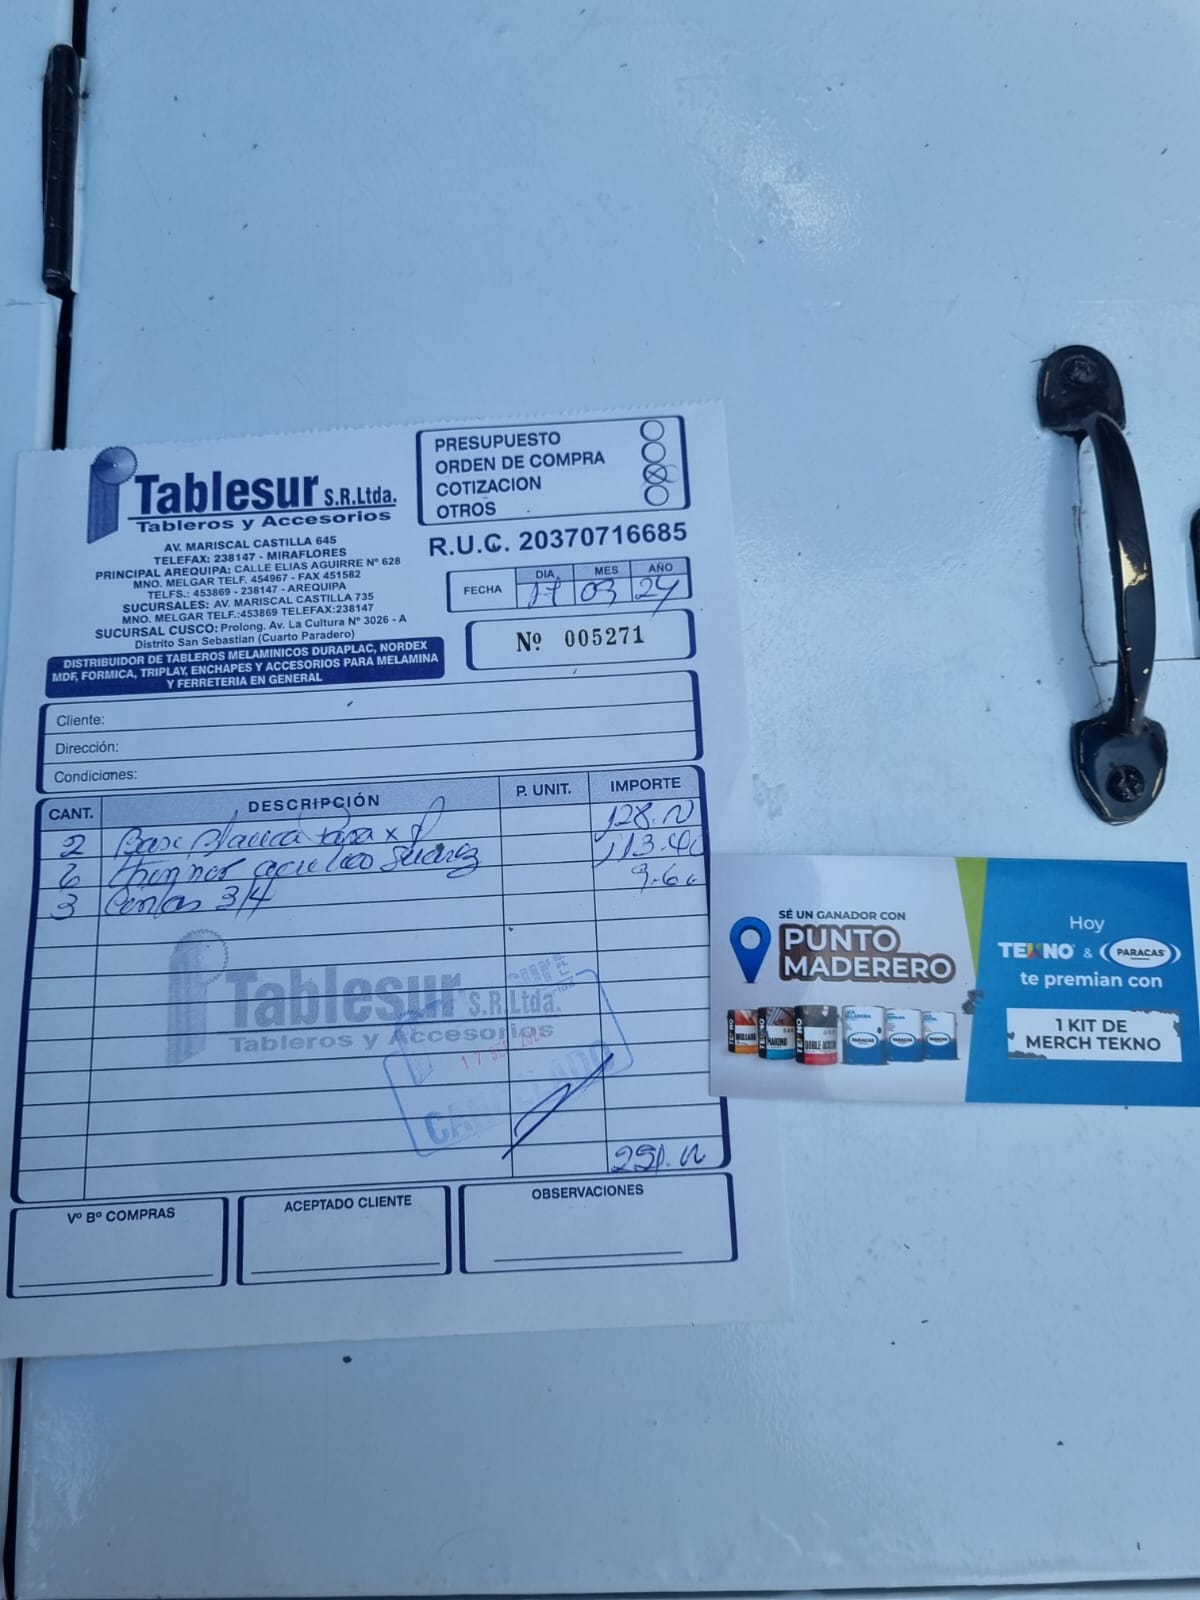 Tablesur S.R.Ltda.
Tableros y Accesorios
AV. MARISCAL CASTILLA 645
TELEFAX: 238147 - MIRAFLORES
PRINCIPAL AREQUIPA: CALLE ELIAS AGUIRRE Nº 628
MNO. MELGAR TELF. 454967 - FAX 451582
TELFS.: 453869 - 238147 - AREQUIPA
SUCURSALES: AV. MARISCAL CASTILLA 735
MNO. MELGAR TELF.:453869 TELEFAX:238147
SUCURSAL CUSCO: Prolong. Av. La Cultura Nº 3026 - A
Distrito San Sebastian (Cuarto Paradero)
DISTRIBUIDOR DE TABLEROS MELAMINICOS DURAPLAC, NORDEX
MDF, FORMICA, TRIPLAY, ENCHAPES Y ACCESORIOS PARA MELAMINA
Y FERRETERIA EN GENERAL
PRESUPUESTO
ORDEN DE COMPRA
COTIZACION
OTROS
R.U.C. 20370716685
FECHA DIA MES AÑO
17 03 24
Nº 005271
Cliente:
Dirección:
Condiciones:
CANT. DESCRIPCIÓN P. UNIT. IMPORTE
2 Base Blanca x 128.
6 Thinner acrilico Suarez 113.40
3 Cintas 3/4 9.60
Tablesur S.R.Ltda.
Tableros y Accesorios
17
CANCELADO
251.
Vº Bº COMPRAS
ACEPTADO CLIENTE
OBSERVACIONES
SÉ UN GANADOR CON
PUNTO
MADERERO
Hoy
TEKNO & PARACAS
te premian con
1 KIT DE
MERCH TEKNO